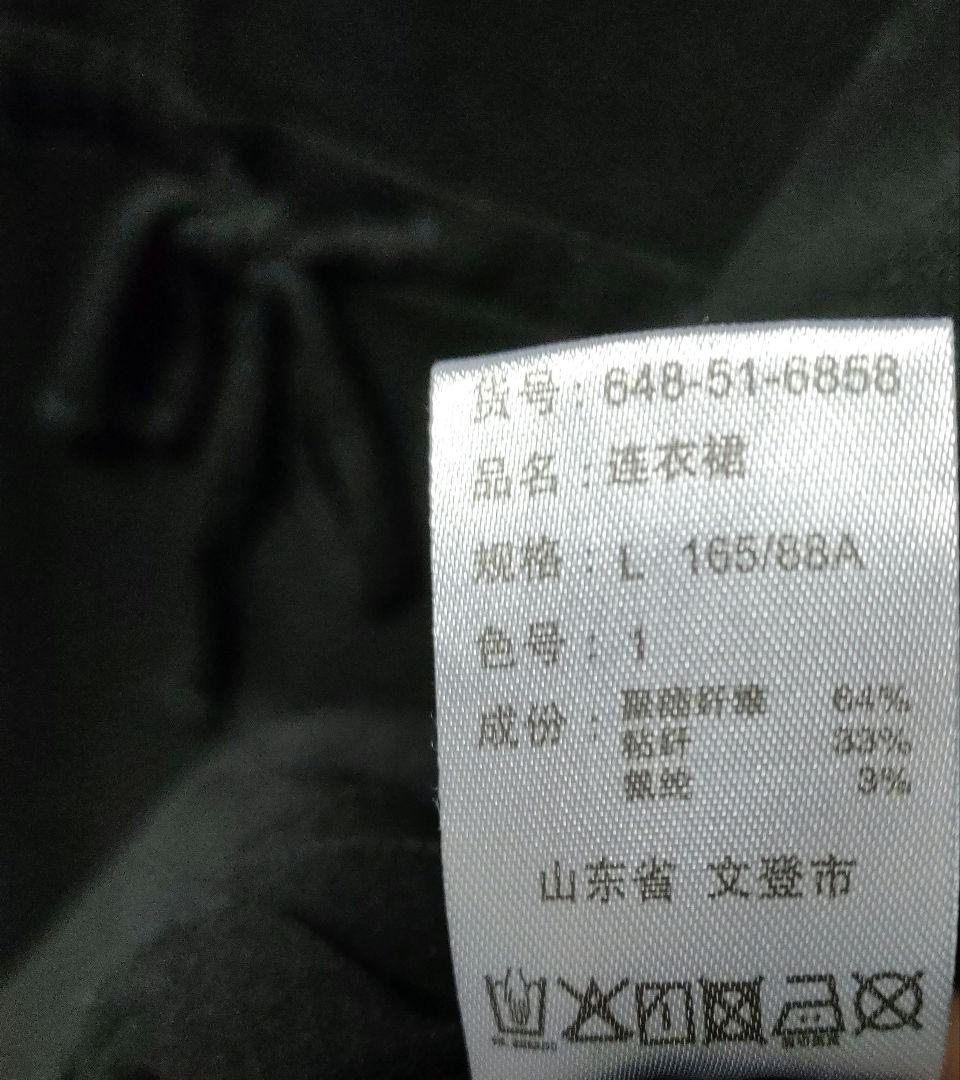 货号：648-51-6858
品名：连衣裙
规格：L 165/88A
色号：1
成份：聚酯纤维 64%
粘纤 33%
氨纶 3%
山东省 文登市